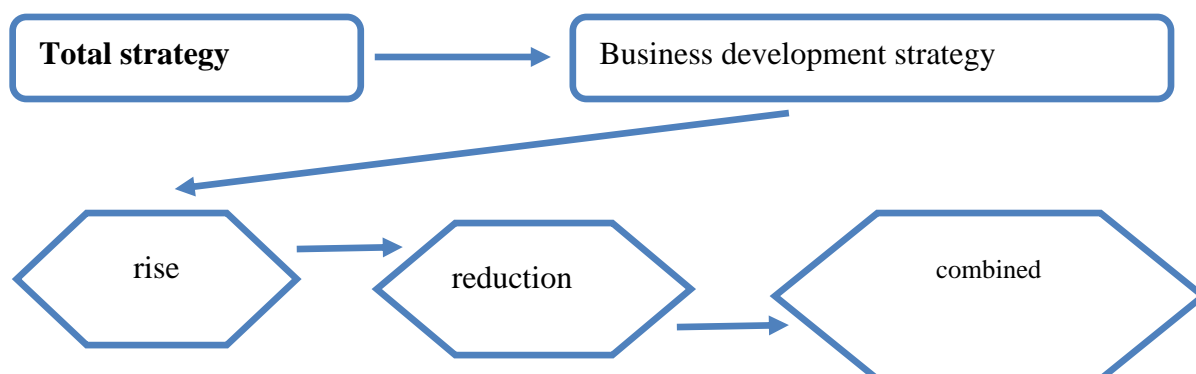 Total strategy
Business development strategy
rise
reduction
combined